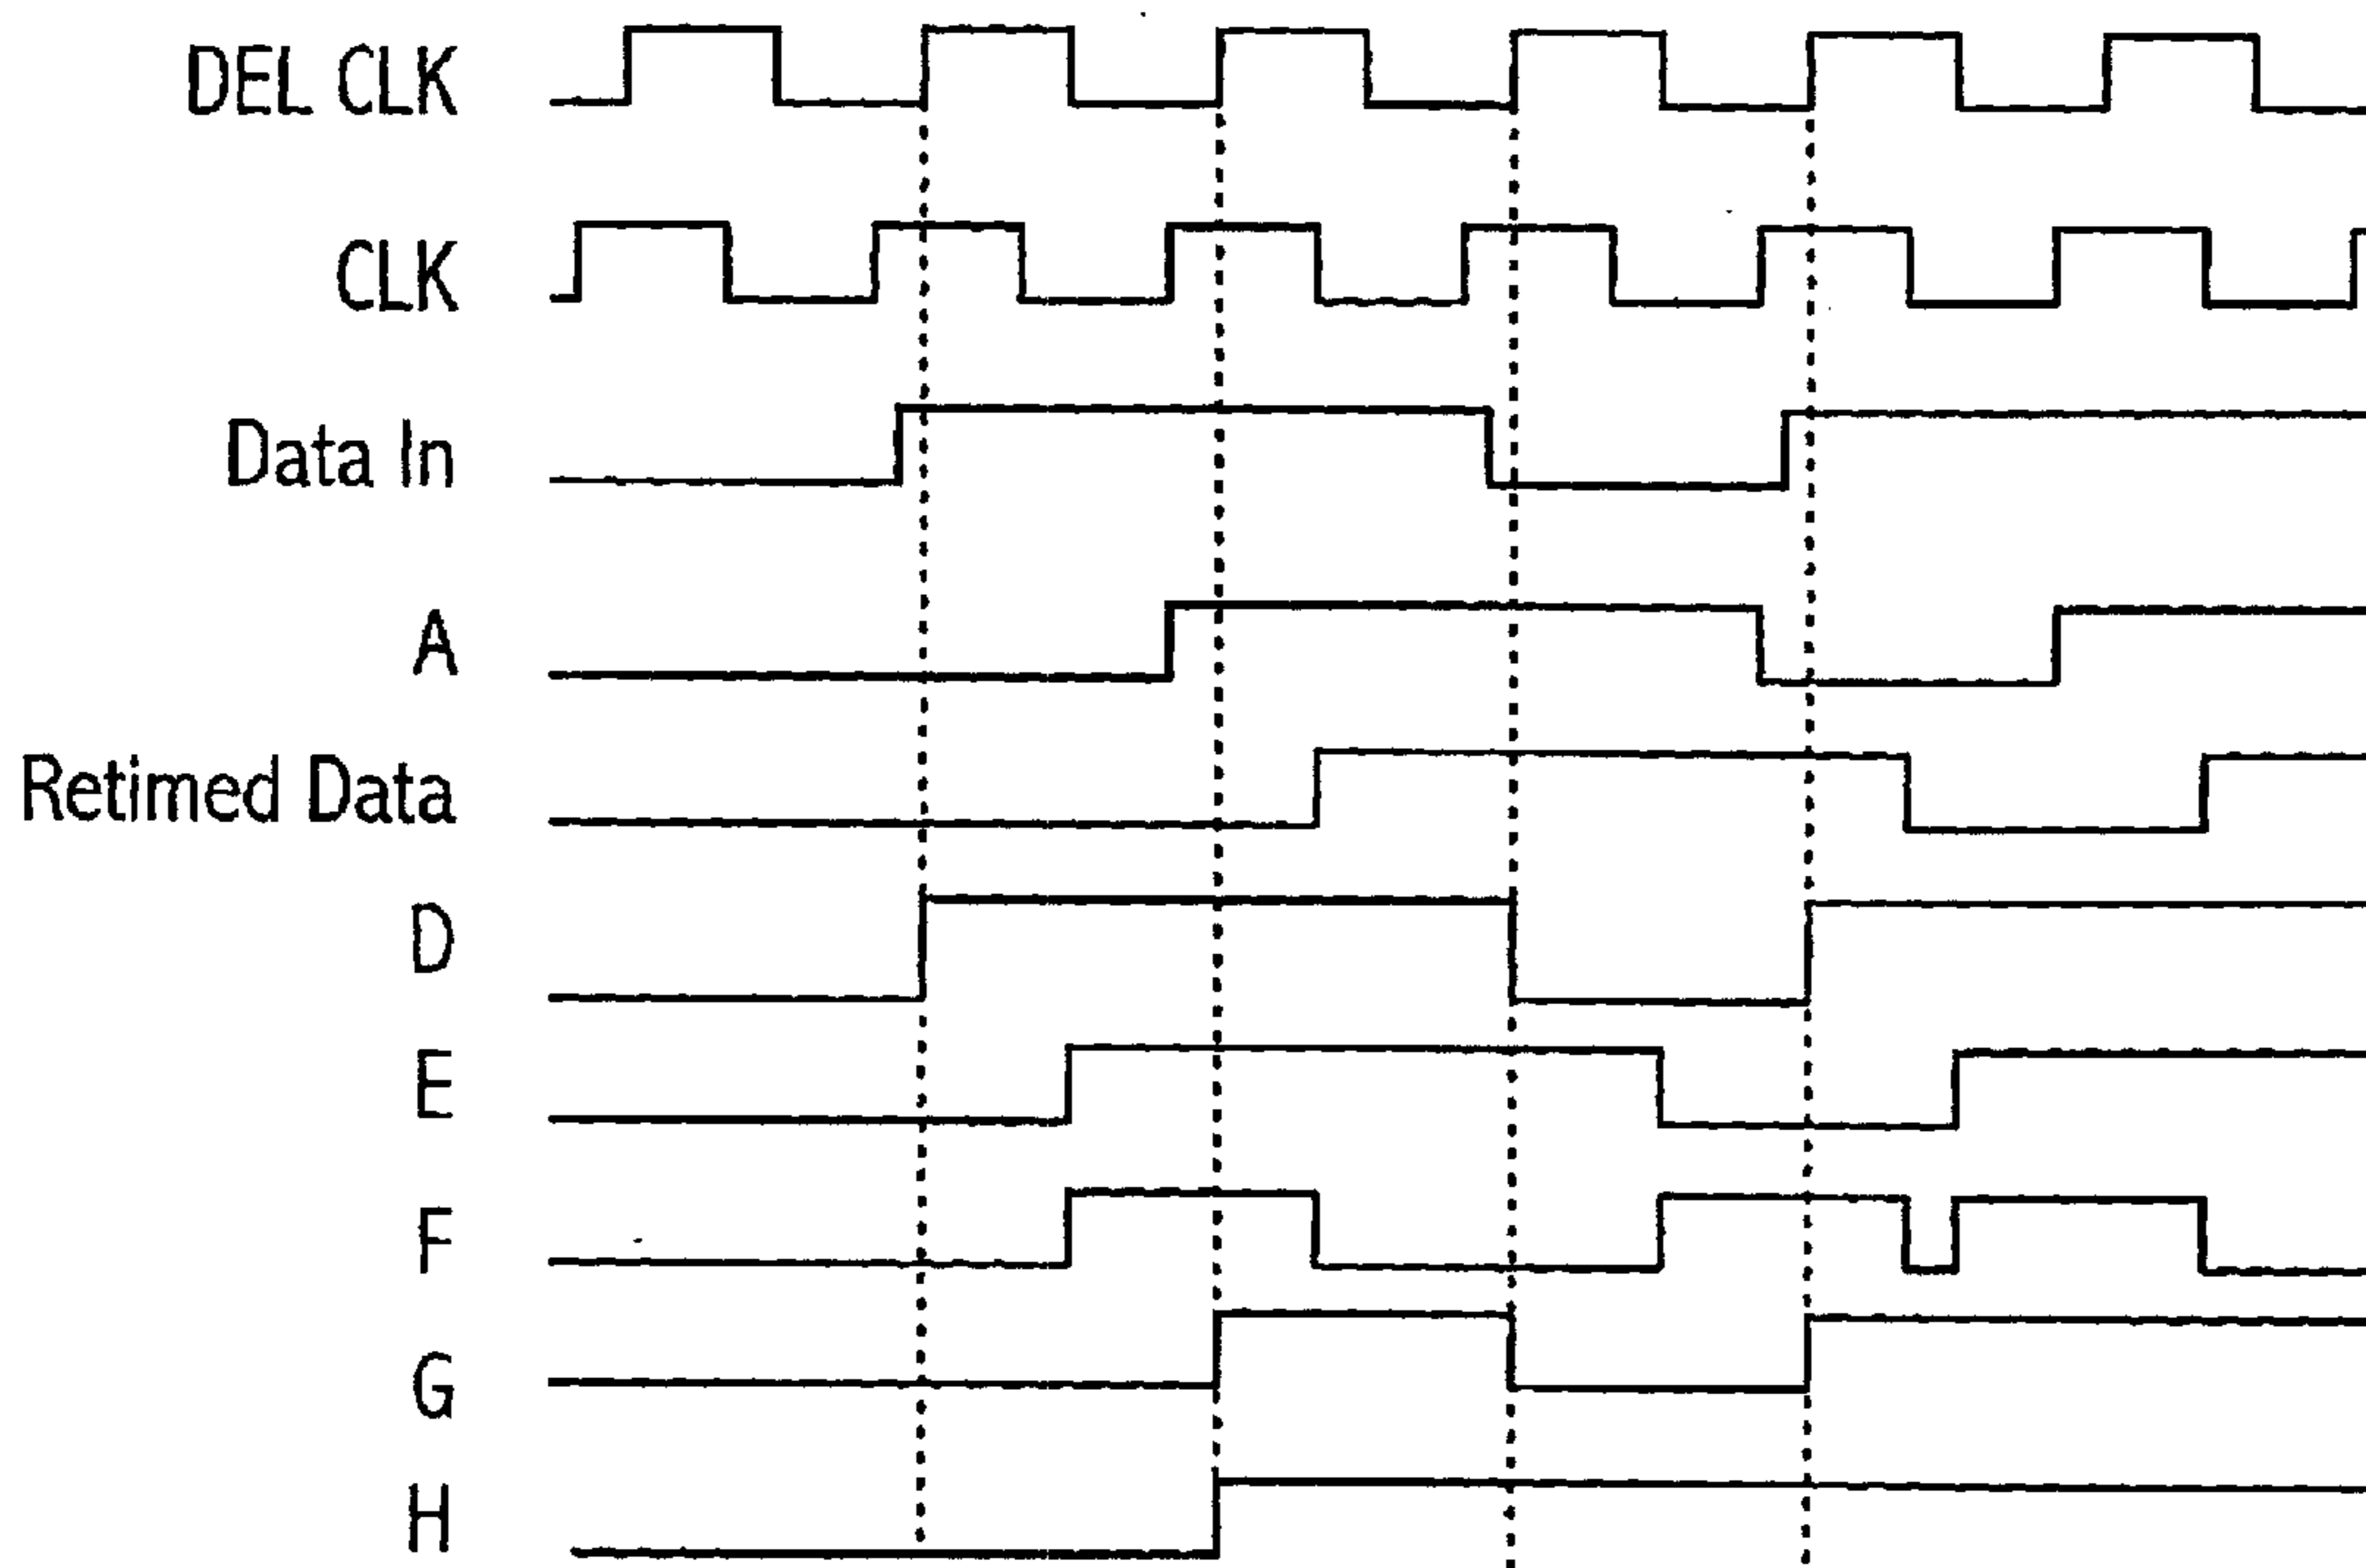 DEL CLK
CLK
Data In
A
Retimed Data
D
E
F
G
H